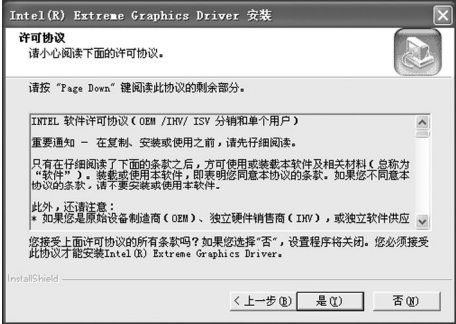 Intel(R) Extreme Graphics Driver 安装
许可协议
请小心阅读下面的许可协议。
请按 "Page Down" 键阅读此协议的剩余部分。
INTEL 软件许可协议(OEM /IHV/ ISV 分销和单个用户)
重要通知 - 在复制、安装或使用之前,请先仔细阅读。
只有在仔细阅读了下面的条款之后,方可使用或装载本软件及相关材料(总称为
"软件")。装载或使用本软件,即表明您同意本协议的条款。如果您不同意本
协议的条款,请不要安装或使用本软件。
此外,还请注意:
* 如果您是原始设备制造商(OEM)、独立硬件销售商(IHV),或独立软件供应
您接受上面许可协议的所有条款吗?如果您选择"否",设置程序将关闭。您必须接受
此协议才能安装Intel(R) Extreme Graphics Driver。
InstallShield
< 上一步(B) 是(Y) 否(N)